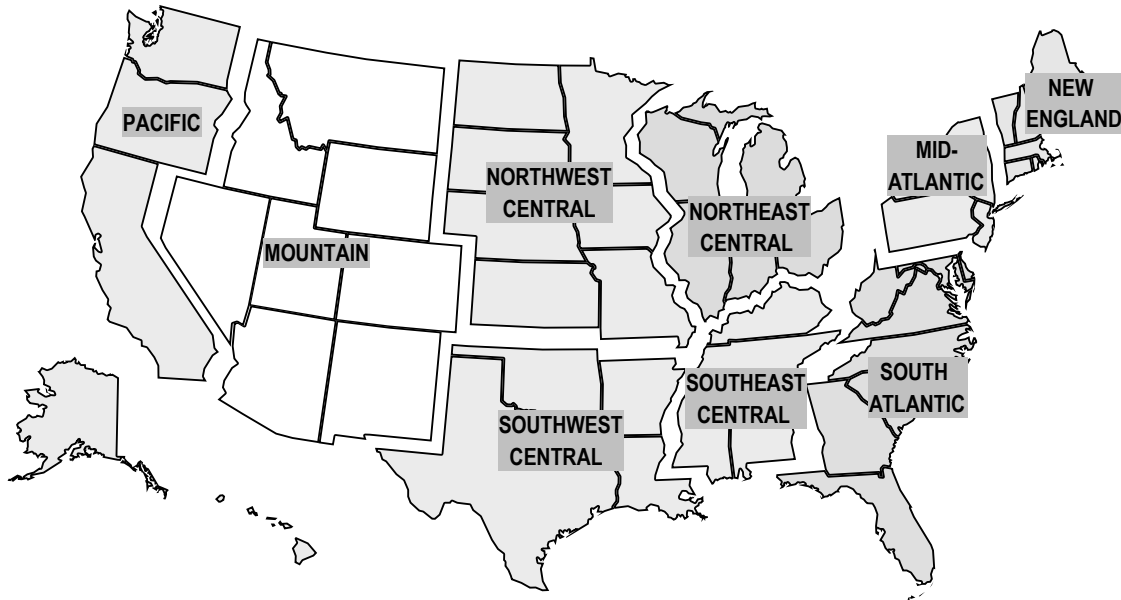 PACIFIC
MOUNTAIN
NORTHWEST
CENTRAL
SOUTHWEST
CENTRAL
NORTHEAST
CENTRAL
SOUTHEAST
CENTRAL
MID-
ATLANTIC
SOUTH
ATLANTIC
NEW
ENGLAND